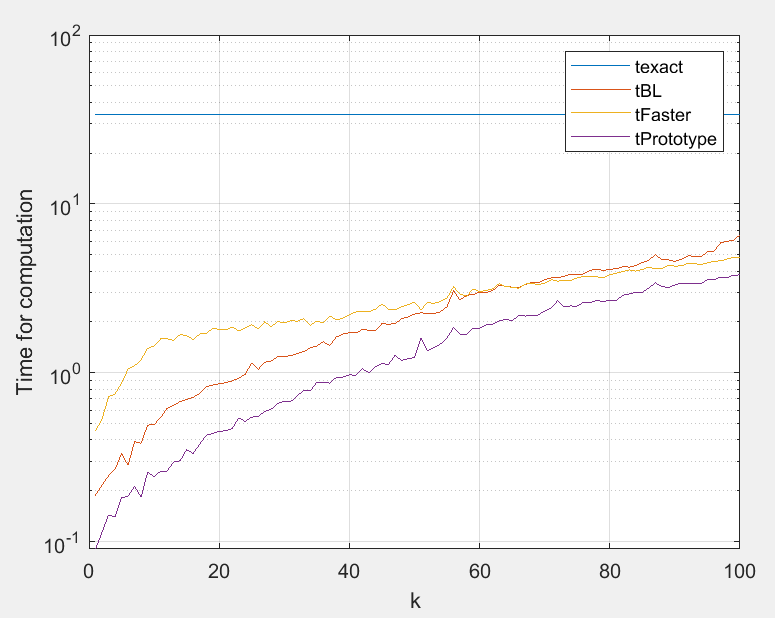 10^2
10^1
10^0
10^-1
Time for computation
texact
tBL
tFaster
tPrototype
0
20
40
60
80
100
k